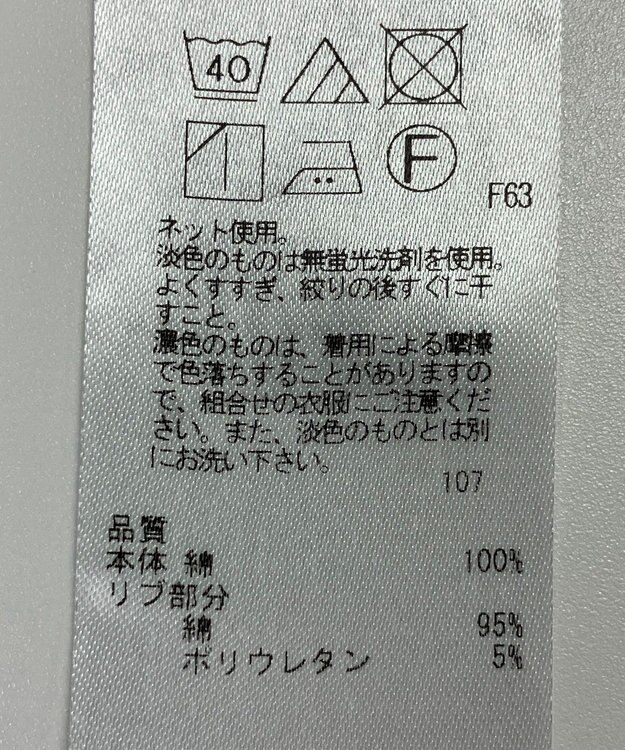 40
F
F63
ネット使用。
淡色のものは無蛍光洗剤を使用。
よくすすぎ、絞りの後すぐに干
すこと。
濃色のものは、着用による摩擦
で色落ちすることがありますの
で、組合せの衣服にご注意くだ
さい。また、淡色のものとは別
にお洗い下さい。
107
品質
本体 綿 100%
リブ部分
綿 95%
ポリウレタン 5%